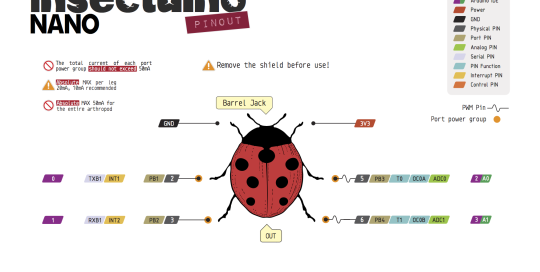 Insectduino
NANO
PINOUT
Arduino IDE
Power
GND
Physical PIN
Port PIN
Analog PIN
Serial PIN
PIN Function
Interrupt PIN
Control PIN
The total current of each port
power group should not exceed 50mA
Absolute MAX per leg
20mA, 10mA recommended
Absolute MAX 50mA for
the entire arthropod
Remove the shield before use!
PWM Pin
Port power group
Barrel Jack
GND
3V3
0 TXB1 INT1 PB1 2
5 PB3 T0 OC0A ADC0 2 A0
1 RXB1 INT2 PB2 3
6 PB4 T1 OC0B ADC1 3 A1
OUT